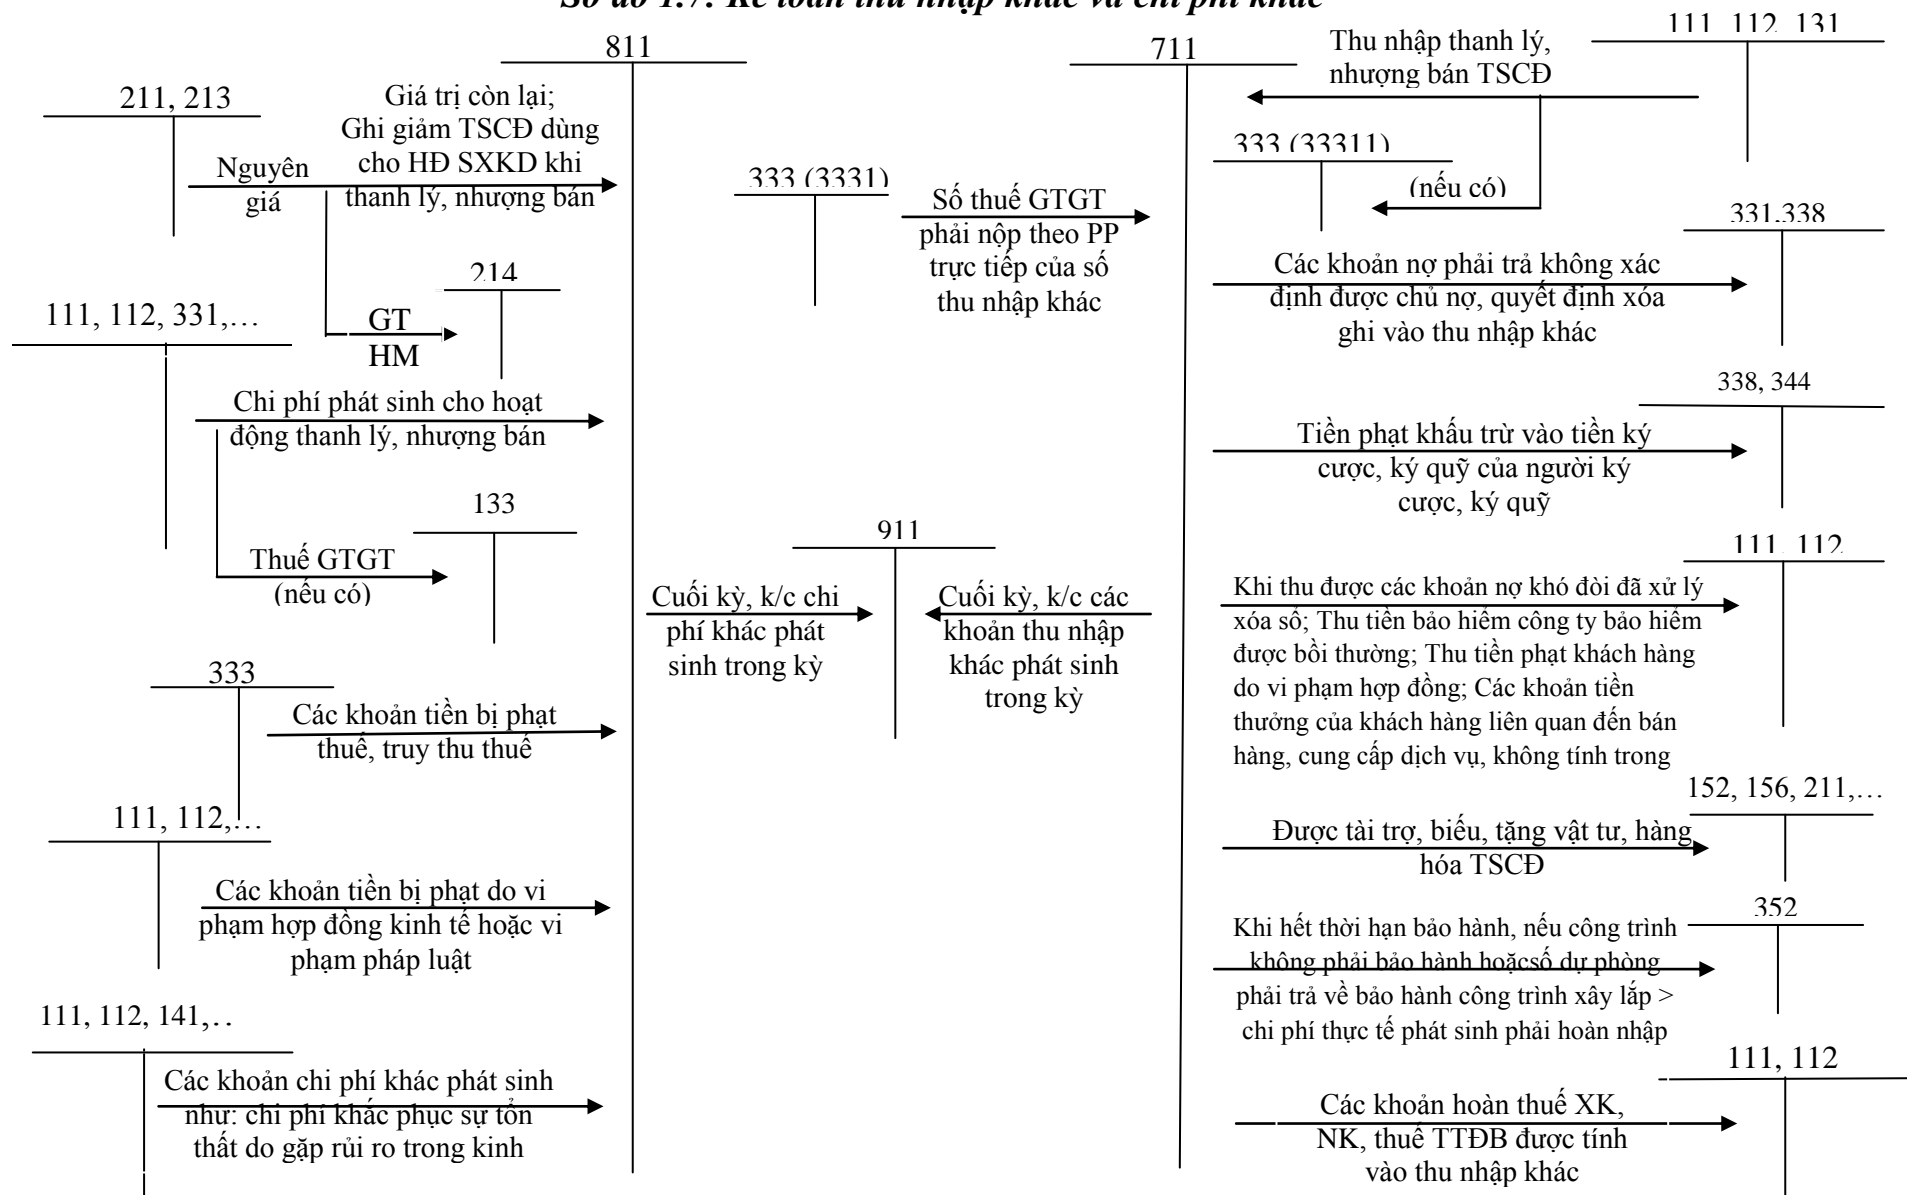 Sơ đồ 1.7: Kế toán thu nhập khác và chi phí khác
811
711
111, 112, 131
Thu nhập thanh lý,
nhượng bán TSCĐ
211, 213
Giá trị còn lại;
Ghi giảm TSCĐ dùng
cho HĐ SXKD khi
thanh lý, nhượng bán
Nguyên
giá
333 (3331)
Số thuế GTGT
phải nộp theo PP
trực tiếp của số
thu nhập khác
333 (33311)
(nếu có)
331,338
Các khoản nợ phải trả không xác
định được chủ nợ, quyết định xóa
ghi vào thu nhập khác
214
GT
HM
111, 112, 331,…
Chi phí phát sinh cho hoạt
động thanh lý, nhượng bán
338, 344
Tiền phạt khấu trừ vào tiền ký
cược, ký quỹ của người ký
cược, ký quỹ
133
Thuế GTGT
(nếu có)
911
Cuối kỳ, k/c chi
phí khác phát
sinh trong kỳ
Cuối kỳ, k/c các
khoản thu nhập
khác phát sinh
trong kỳ
111, 112
Khi thu được các khoản nợ khó đòi đã xử lý
xóa sổ; Thu tiền bảo hiểm công ty bảo hiểm
được bồi thường; Thu tiền phạt khách hàng
do vi phạm hợp đồng; Các khoản tiền
thưởng của khách hàng liên quan đến bán
hàng, cung cấp dịch vụ, không tính trong
333
Các khoản tiền bị phạt
thuế, truy thu thuế
152, 156, 211,…
Được tài trợ, biếu, tặng vật tư, hàng
hóa TSCĐ
111, 112,…
Các khoản tiền bị phạt do vi
phạm hợp đồng kinh tế hoặc vi
phạm pháp luật
352
Khi hết thời hạn bảo hành, nếu công trình
không phải bảo hành hoặcsố dự phòng
phải trả về bảo hành công trình xây lắp >
chi phí thực tế phát sinh phải hoàn nhập
111, 112, 141,..
Các khoản chi phí khác phát sinh
như: chi phí khắc phục sự tổn
thất do gặp rủi ro trong kinh
111, 112
Các khoản hoàn thuế XK,
NK, thuế TTĐB được tính
vào thu nhập khác